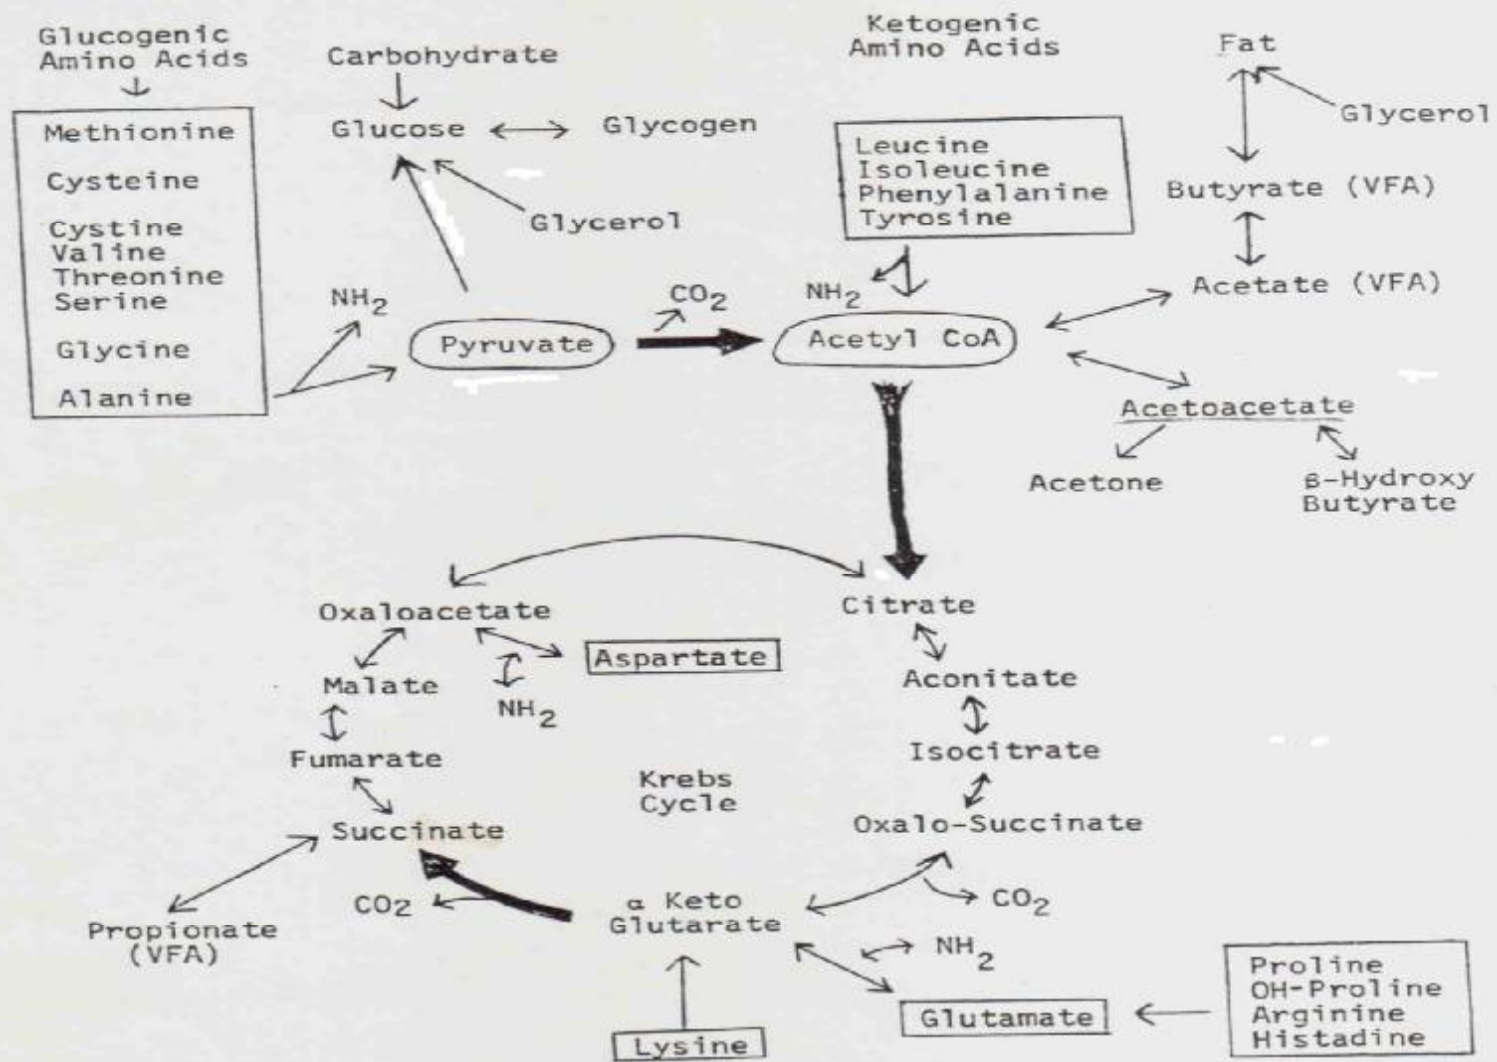 Glucogenic
Amino Acids
Methionine
Cysteine
Cystine
Valine
Threonine
Serine
Glycine
Alanine
Carbohydrate
Glucose
Glycogen
Glycerol
NH2
Pyruvate
CO2
Ketogenic
Amino Acids
Leucine
Isoleucine
Phenylalanine
Tyrosine
NH2
Acetyl CoA
Fat
Glycerol
Butyrate (VFA)
Acetate (VFA)
Acetoacetate
Acetone
β-Hydroxy
Butyrate
Oxaloacetate
Citrate
Aspartate
NH2
Malate
Aconitate
Fumarate
Isocitrate
Krebs
Cycle
Succinate
Oxalo-Succinate
CO2
α Keto
Glutarate
CO2
Propionate
(VFA)
NH2
Glutamate
Lysine
Proline
OH-Proline
Arginine
Histadine